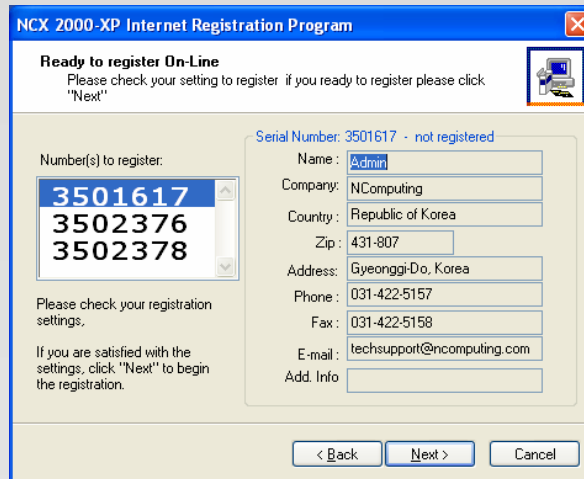 NCX 2000-XP Internet Registration Program
Ready to register On-Line
Please check your setting to register if you ready to register please click
"Next"
Number(s) to register:
3501617
3502376
3502378
Please check your registration
settings,
If you are satisfied with the
settings, click "Next" to begin
the registration.
Serial Number: 3501617 - not registered
Name : Admin
Company: NComputing
Country : Republic of Korea
Zip : 431-807
Address: Gyeonggi-Do, Korea
Phone : 031-422-5157
Fax : 031-422-5158
E-mail : techsupport@ncomputing.com
Add. Info
< Back Next > Cancel